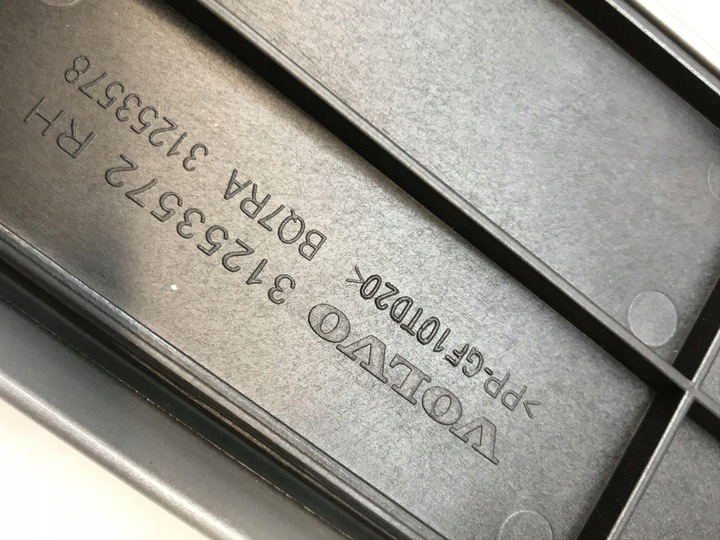 VOLVO 31253572 RH
>PP-GF10TD20< BQ7RA 31253578